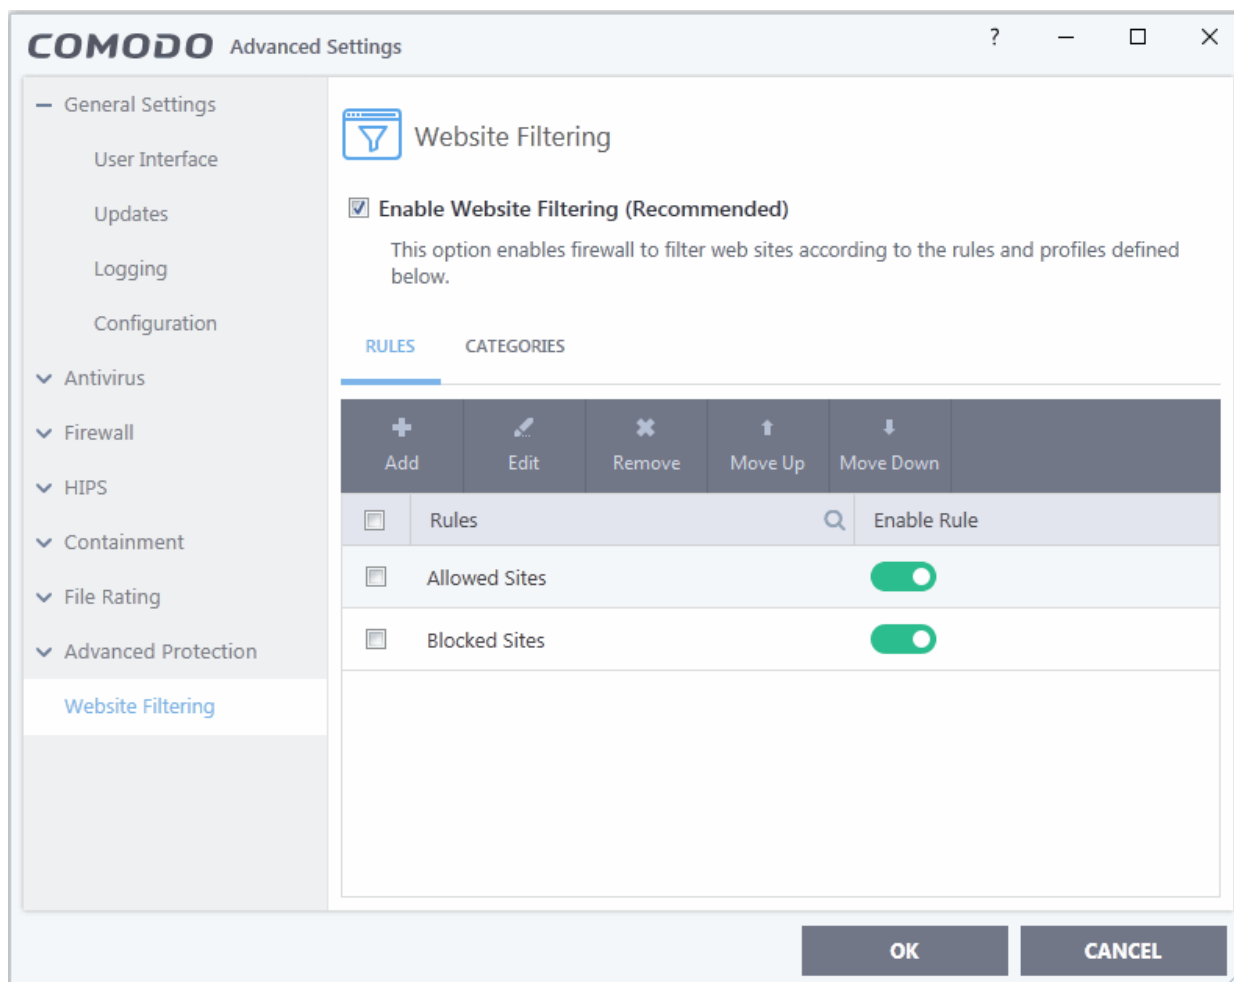 COMODO Advanced Settings
?
General Settings
User Interface
Updates
Logging
Configuration
Antivirus
Firewall
HIPS
Containment
File Rating
Advanced Protection
Website Filtering
Website Filtering
Enable Website Filtering (Recommended)
This option enables firewall to filter web sites according to the rules and profiles defined
below.
RULES CATEGORIES
Add Edit Remove Move Up Move Down
Rules Enable Rule
Allowed Sites
Blocked Sites
OK CANCEL